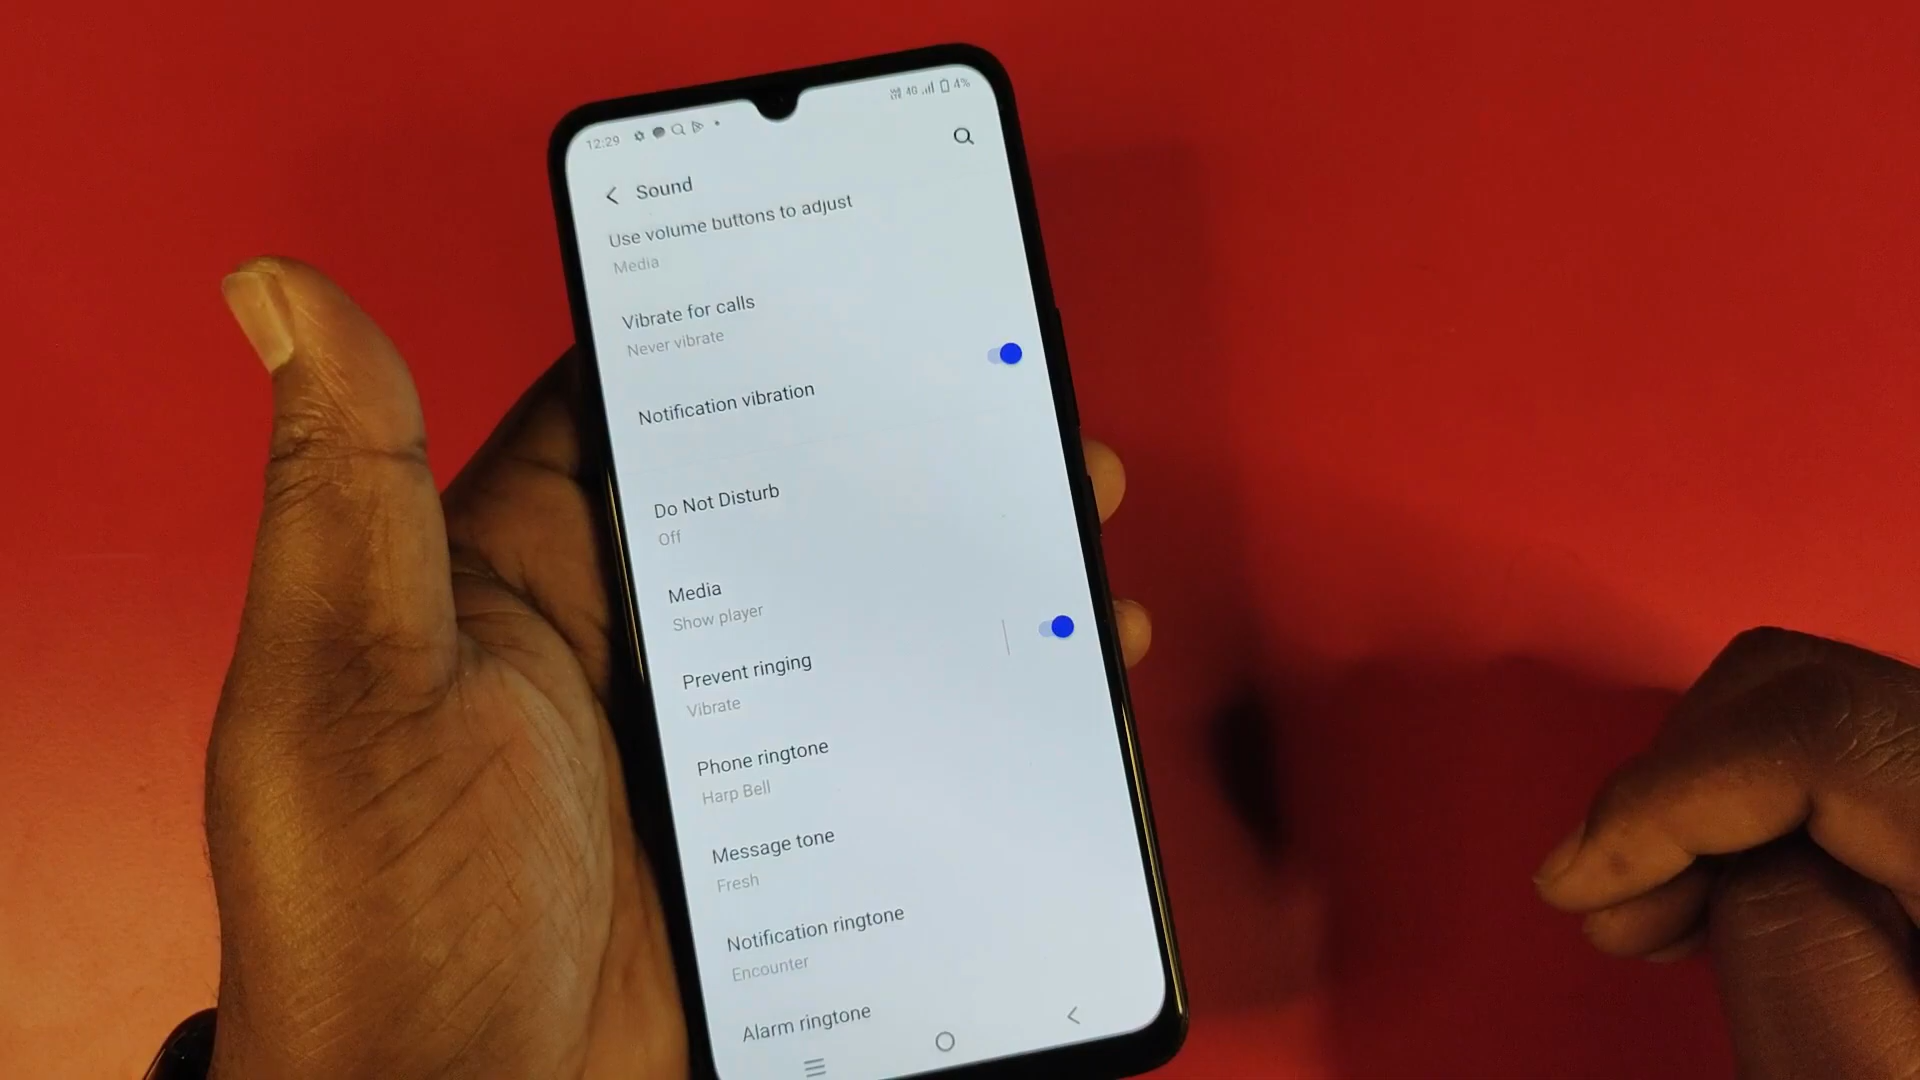 12:29
4G 4%
Sound
Use volume buttons to adjust
Media
Vibrate for calls
Never vibrate
Notification vibration
Do Not Disturb
Off
Media
Show player
Prevent ringing
Vibrate
Phone ringtone
Harp Bell
Message tone
Fresh
Notification ringtone
Encounter
Alarm ringtone